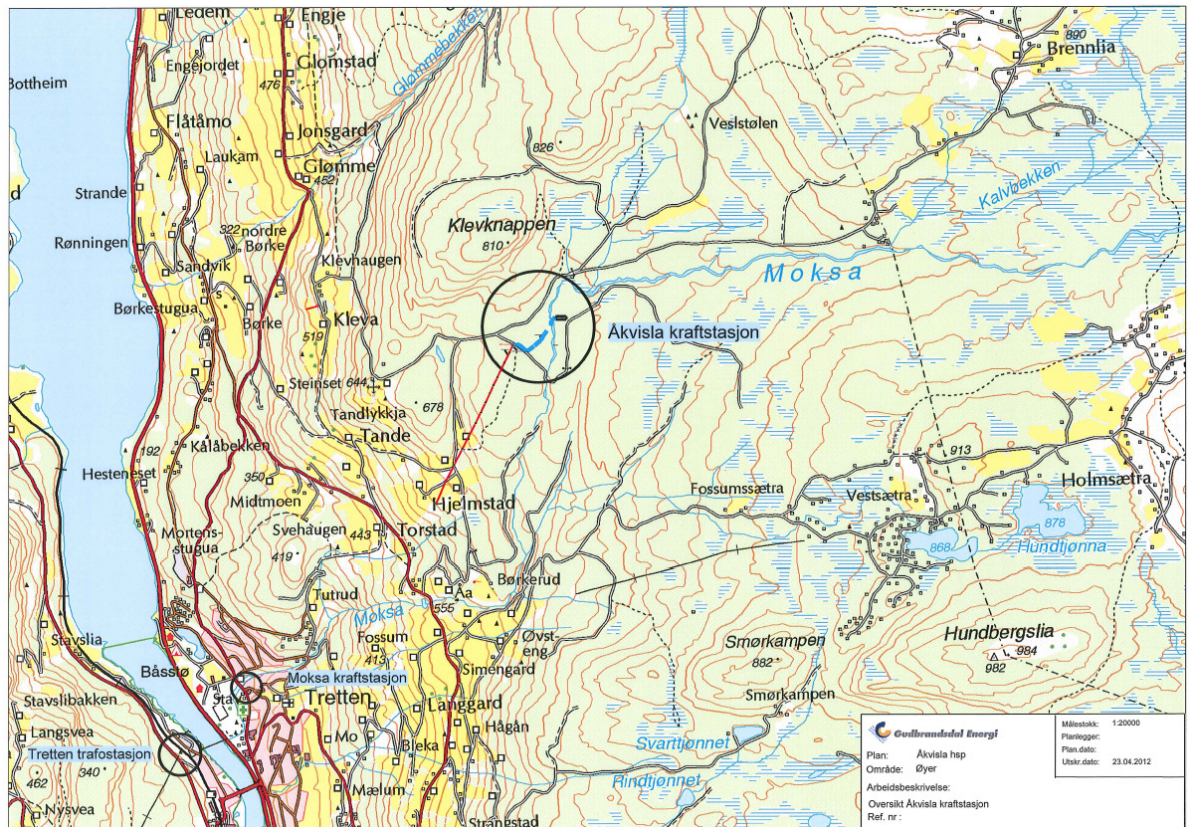 Ledem
Engje
Engjejordet
Glomstad
476
Glømmebekken
Bottheim
Flåtåmo
Jonsgard
Laukam
Glømme
452
Strande
322
nordre
Børke
Rønningen
Sandvik
Klevhaugen
Børkestugua
s
Børke
Kleva
519
Steinset
644
Tandlykkja
678
Tande
Kålåbekken
192
Hesteneset
350
Midtmoen
Hjelmstad
Svehaugen
443
Torstad
Mortens-
stugua
419
Børkerud
Tutrud
Åa
555
Moksa
Stavslia
Fossum
413
Øvst-
eng
Båsstø
Simengard
Moksa kraftstasjon
Stavslibakken
Stav
Tretten
Langgard
Langsvea
Hågån
Tretten trafostasjon
Mo
Bleka
340
462
Mælum
Nysvea
Strangstad
890
Brennlia
Veslstølen
826
Kalvbekken
Klevknappen
810
Moksa
Åkvisla kraftstasjon
913
Holmsætra
Fossumssætra
Vestsætra
878
868
Hundtjønna
Smørkampen
882
Hundbergslia
984
982
Smørkampen
Svarttjønnet
Rindtjønnet
Gudbrandsdal Energi
Plan: Åkvisla hsp
Område: Øyer
Arbeidsbeskrivelse:
Oversikt Åkvisla kraftstasjon
Ref. nr :
Målestokk: 1:20000
Planlegger:
Plan.dato:
Utskr.dato: 23.04.2012